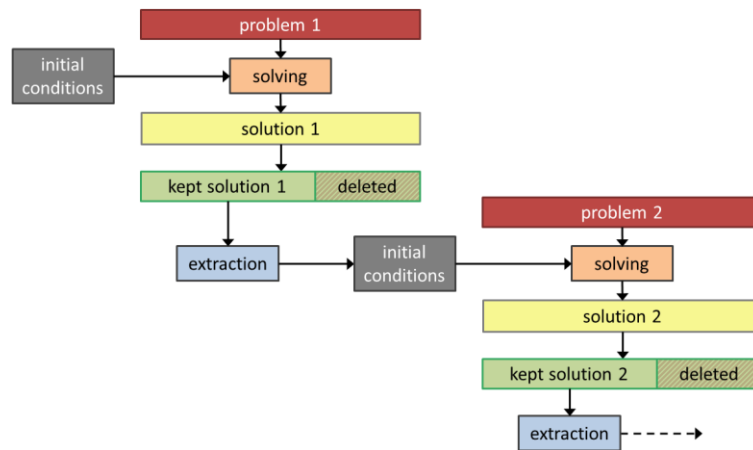 problem 1
initial
conditions
solving
solution 1
kept solution 1
deleted
problem 2
extraction
initial
conditions
solving
solution 2
kept solution 2
deleted
extraction